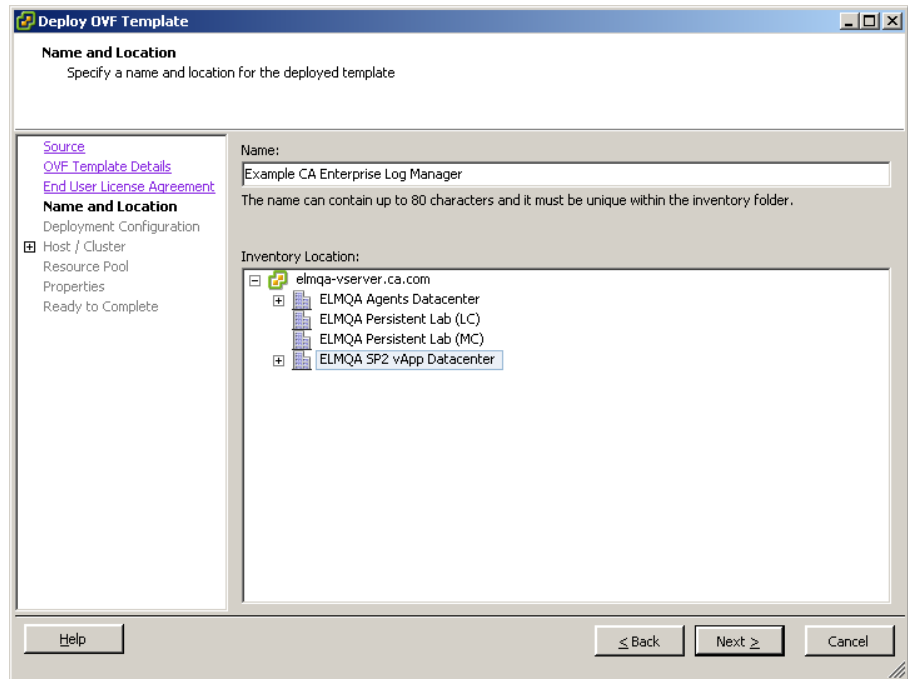 Deploy OVF Template
Name and Location
Specify a name and location for the deployed template
Source
OVF Template Details
End User License Agreement
Name and Location
Deployment Configuration
Host / Cluster
Resource Pool
Properties
Ready to Complete
Name:
Example CA Enterprise Log Manager
The name can contain up to 80 characters and it must be unique within the inventory folder.
Inventory Location:
elmqa-vserver.ca.com
ELMQA Agents Datacenter
ELMQA Persistent Lab (LC)
ELMQA Persistent Lab (MC)
ELMQA SP2 vApp Datacenter
Help
≤ Back
Next ≥
Cancel